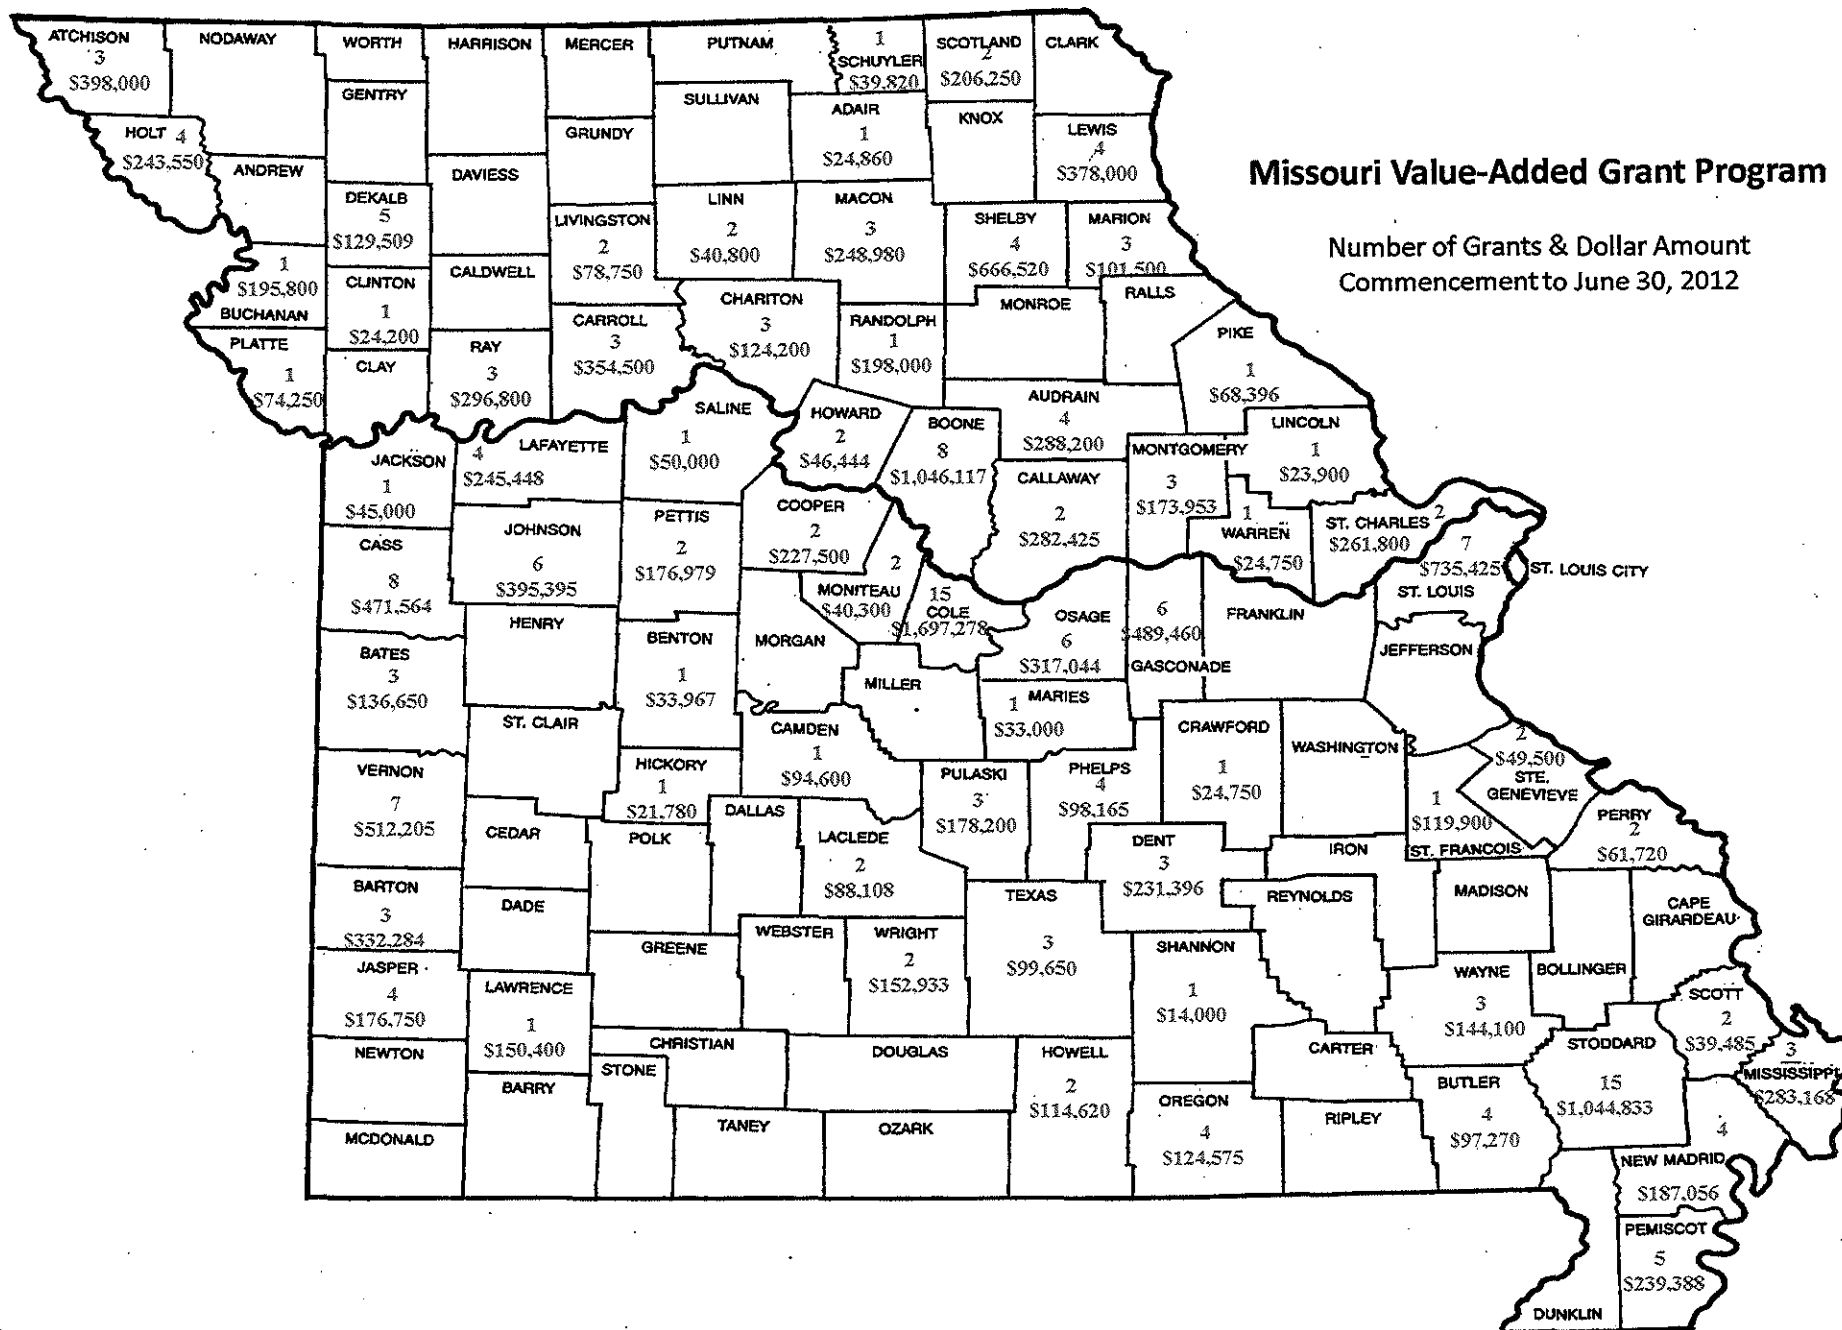 Missouri Value-Added Grant Program
Number of Grants & Dollar Amount
Commencement to June 30, 2012
ATCHISON
3
$398,000
NODAWAY
WORTH
HARRISON
MERCER
PUTNAM
1
SCHUYLER
$39,820
SCOTLAND
2
$206,250
CLARK
HOLT 4
$243,550
ANDREW
GENTRY
DAVIESS
GRUNDY
SULLIVAN
ADAIR
1
$24,860
KNOX
LEWIS
4
$378,000
DEKALB
5
$129,509
LIVINGSTON
2
$78,750
LINN
2
$40,800
MACON
3
$248,980
SHELBY
4
$666,520
MARION
3
$101,500
1
$195,800
BUCHANAN
CLINTON
1
$24,200
CALDWELL
CARROLL
3
$354,500
CHARITON
3
$124,200
RANDOLPH
1
$198,000
MONROE
RALLS
PIKE
1
$68,396
PLATTE
1
$74,250
CLAY
RAY
3
$296,800
SALINE
1
$50,000
HOWARD
2
$46,444
BOONE
8
$1,046,117
AUDRAIN
4
$288,200
MONTGOMERY
3
$173,953
LINCOLN
1
$23,900
JACKSON
1
$45,000
4
LAFAYETTE
$245,448
CALLAWAY
2
$282,425
1
WARREN
$24,750
ST. CHARLES 2
$261,800
7
$735,425
ST. LOUIS
ST. LOUIS CITY
CASS
8
$471,564
JOHNSON
6
$395,395
PETTIS
2
$176,979
COOPER
2
$227,500
2
MONITEAU
$40,300
15
COLE
$1,697,278
OSAGE
6
$317,044
6
$489,460
GASCONADE
FRANKLIN
JEFFERSON
BATES
3
$136,650
HENRY
BENTON
1
$33,967
MORGAN
MILLER
1
MARIES
$33,000
ST. CLAIR
CAMDEN
1
$94,600
CRAWFORD
1
$24,750
WASHINGTON
2
$49,500
STE.
GENEVIEVE
VERNON
7
$512,205
HICKORY
1
$21,780
PULASKI
3
$178,200
PHELPS
4
$98,165
1
$119,900
ST. FRANCOIS
PERRY
2
$61,720
CEDAR
POLK
DALLAS
LACLEDE
2
$88,108
DENT
3
$231,396
IRON
BARTON
3
$332,284
DADE
TEXAS
3
$99,650
REYNOLDS
MADISON
CAPE
GIRARDEAU
JASPER
4
$176,750
GREENE
WEBSTER
WRIGHT
2
$152,933
SHANNON
1
$14,000
WAYNE
3
$144,100
BOLLINGER
SCOTT
2
$39,485
LAWRENCE
1
$150,400
CHRISTIAN
DOUGLAS
HOWELL
2
$114,620
CARTER
STODDARD
15
$1,044,833
3
MISSISSIPPI
$283,168
NEWTON
BARRY
STONE
OREGON
4
$124,575
BUTLER
4
$97,270
4
NEW MADRID
$187,056
MCDONALD
TANEY
OZARK
RIPLEY
PEMISCOT
5
$239,388
DUNKLIN